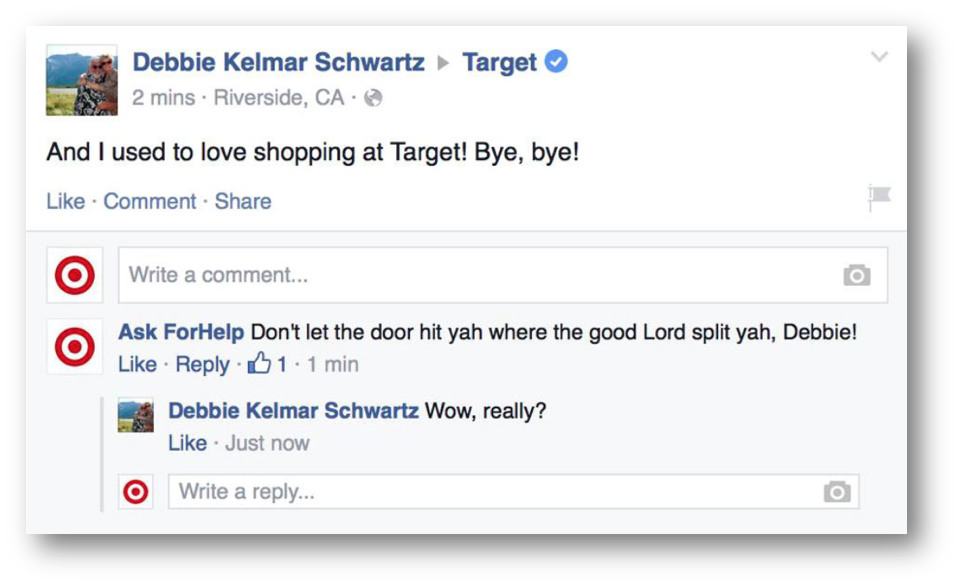 Debbie Kelmar Schwartz ▸ Target
2 mins · Riverside, CA ·
And I used to love shopping at Target! Bye, bye!
Like · Comment · Share
Write a comment...
Ask ForHelp Don't let the door hit yah where the good Lord split yah, Debbie!
Like · Reply · 1 · 1 min
Debbie Kelmar Schwartz Wow, really?
Like · Just now
Write a reply...